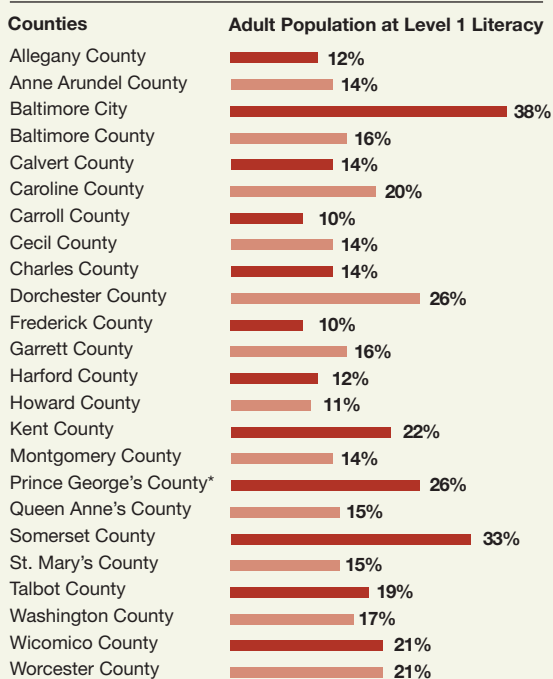 Counties Adult Population at Level 1 Literacy
Allegany County 12%
Anne Arundel County 14%
Baltimore City 38%
Baltimore County 16%
Calvert County 14%
Caroline County 20%
Carroll County 10%
Cecil County 14%
Charles County 14%
Dorchester County 26%
Frederick County 10%
Garrett County 16%
Harford County 12%
Howard County 11%
Kent County 22%
Montgomery County 14%
Prince George’s County* 26%
Queen Anne’s County 15%
Somerset County 33%
St. Mary’s County 15%
Talbot County 19%
Washington County 17%
Wicomico County 21%
Worcester County 21%